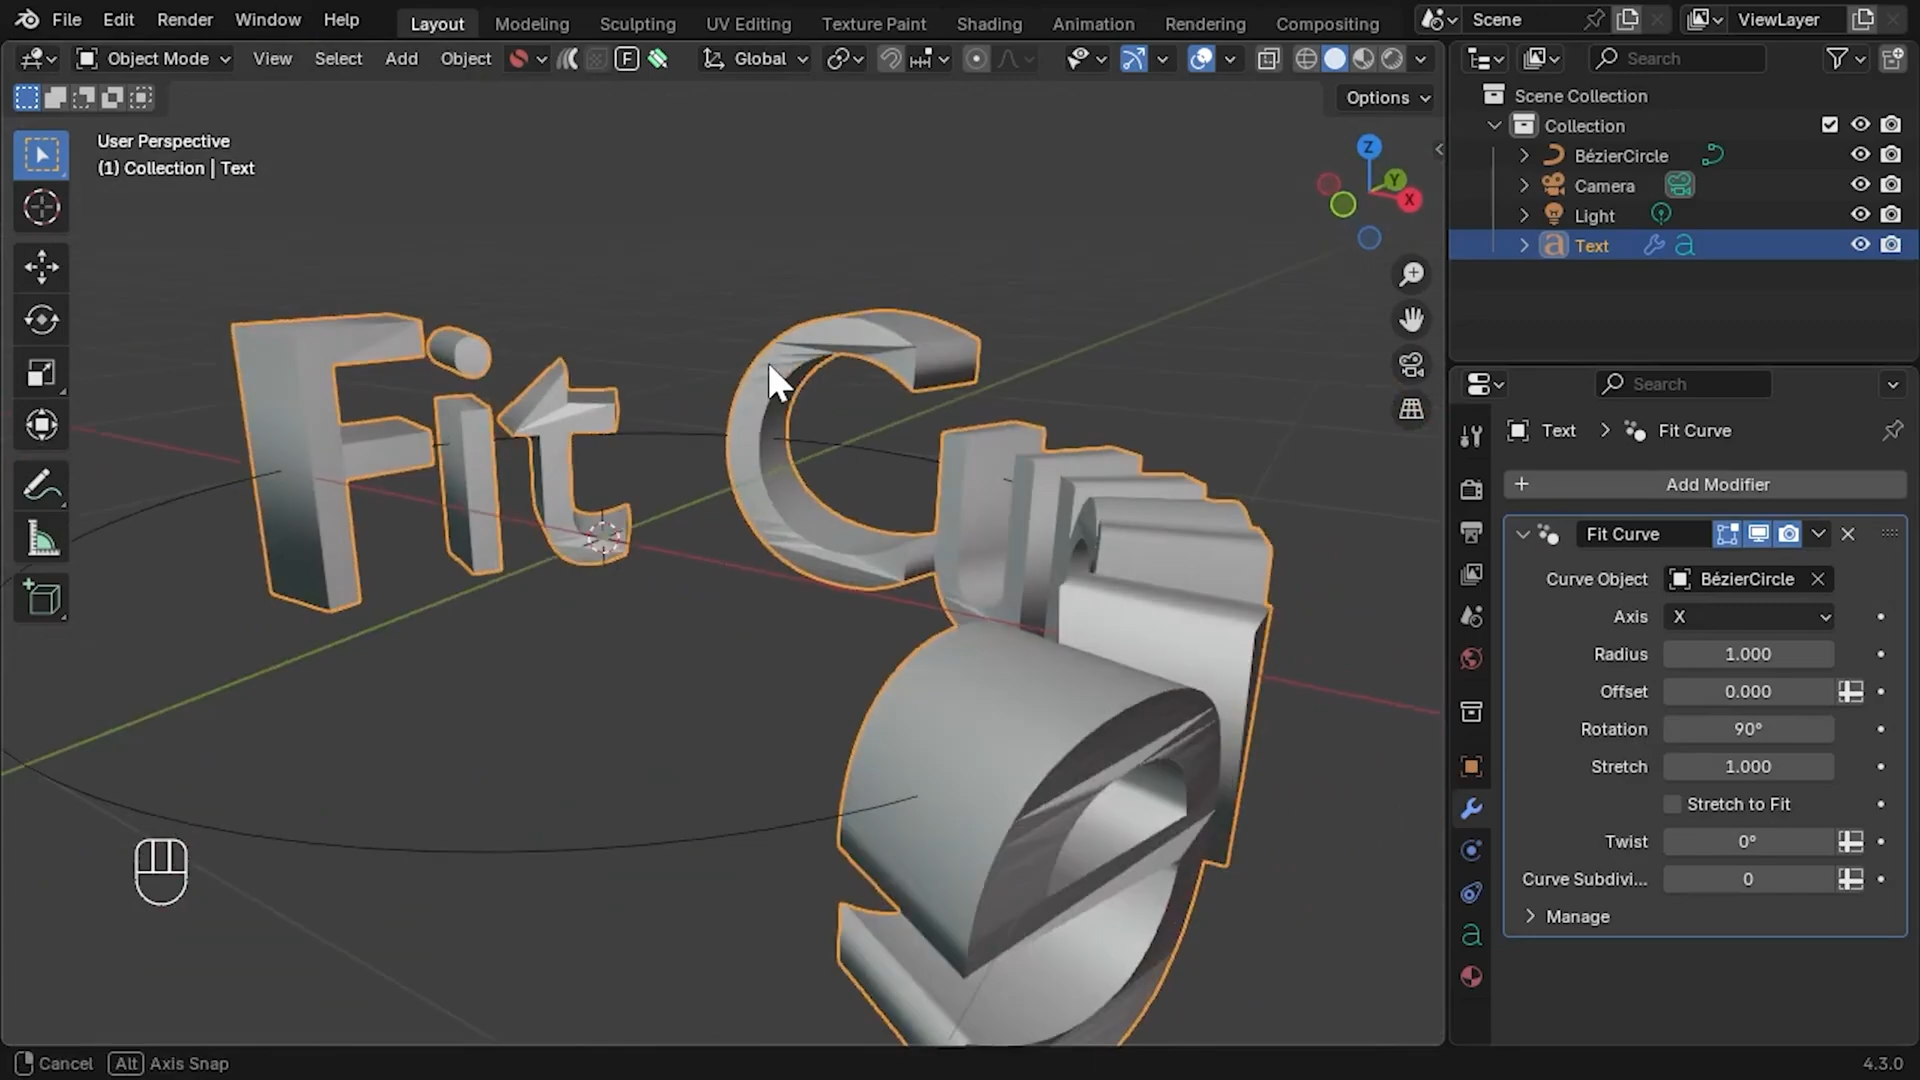 File Edit Render Window Help Layout Modeling Sculpting UV Editing Texture Paint Shading Animation Rendering Compositing Scene ViewLayer
Object Mode View Select Add Object F Global Search
Options
User Perspective
(1) Collection | Text
Z
Y
X
Scene Collection
Collection
BézierCircle
Camera
Light
Text
Fit Curve
Search
Text > Fit Curve
+ Add Modifier
Fit Curve
Curve Object BézierCircle
Axis X
Radius 1.000
Offset 0.000
Rotation 90°
Stretch 1.000
Stretch to Fit
Twist 0°
Curve Subdivi... 0
Manage
Cancel Alt Axis Snap 4.3.0